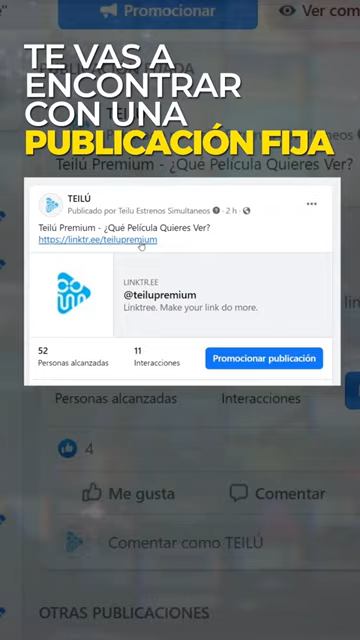 Promocionar
Ver com
TE VAS A
ENCONTRAR
CON UNA
PUBLICACIÓN FIJA
Teilú Premium - ¿Qué Película Quieres Ver?
TEILÚ
Publicado por Teilu Estrenos Simultaneos · 2 h ·
Teilú Premium - ¿Qué Película Quieres Ver?
https://linktr.ee/teilupremium
LINKTR.EE
@teilupremium
Linktree. Make your link do more.
52
11
Personas alcanzadas
Interacciones
Promocionar publicación
Personas alcanzadas
Interacciones
4
Me gusta
Comentar
Comentar como TEILÚ
OTRAS PUBLICACIONES